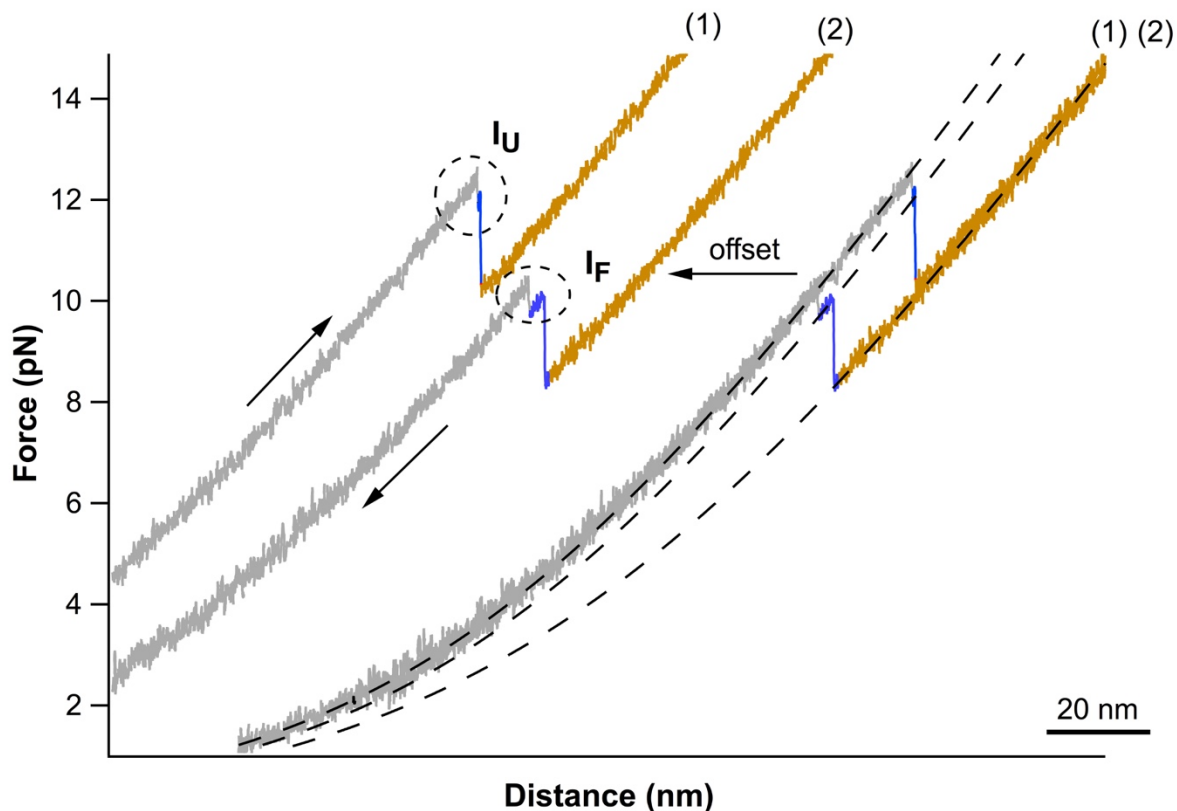 (1)
(2)
(1) (2)
14
I_U
12
offset
I_F
10
8
6
4
2
Force (pN)
20 nm
Distance (nm)